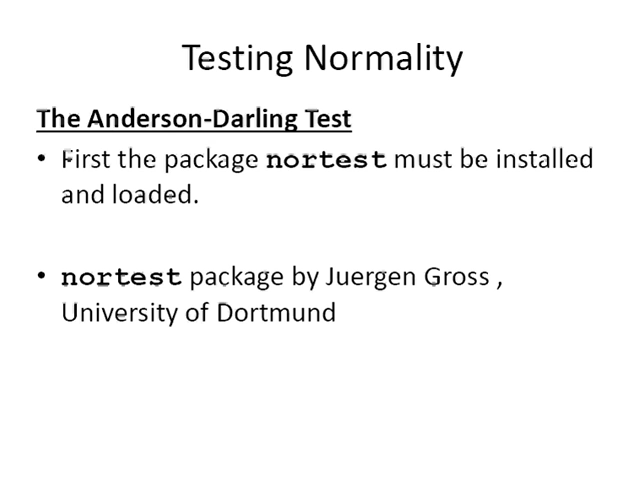 Testing Normality
The Anderson-Darling Test
• First the package nortest must be installed
and loaded.
• nortest package by Juergen Gross ,
University of Dortmund